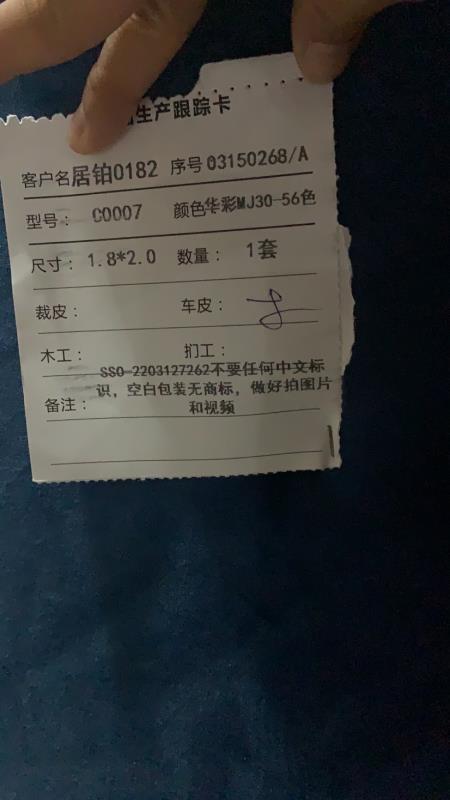 生产跟踪卡
客户名居铂0182 序号03150268/A
型号： C0007 颜色华彩MJ30-56色
尺寸： 1.8*2.0 数量： 1套
裁皮： 车皮：
木工： 扪工：
SSO-2203127262不要任何中文标
备注： 识，空白包装无商标，做好拍图片
和视频